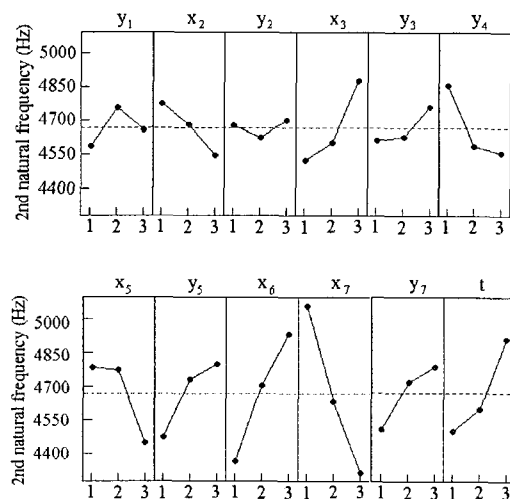 y₁ x₂ y₂ x₃ y₃ y₄
2nd natural frequency (Hz)
5000
4850
4700
4550
4400
1 2 3 1 2 3 1 2 3 1 2 3 1 2 3 1 2 3
x₅ y₅ x₆ x₇ y₇ t
2nd natural frequency (Hz)
5000
4850
4700
4550
4400
1 2 3 1 2 3 1 2 3 1 2 3 1 2 3 1 2 3